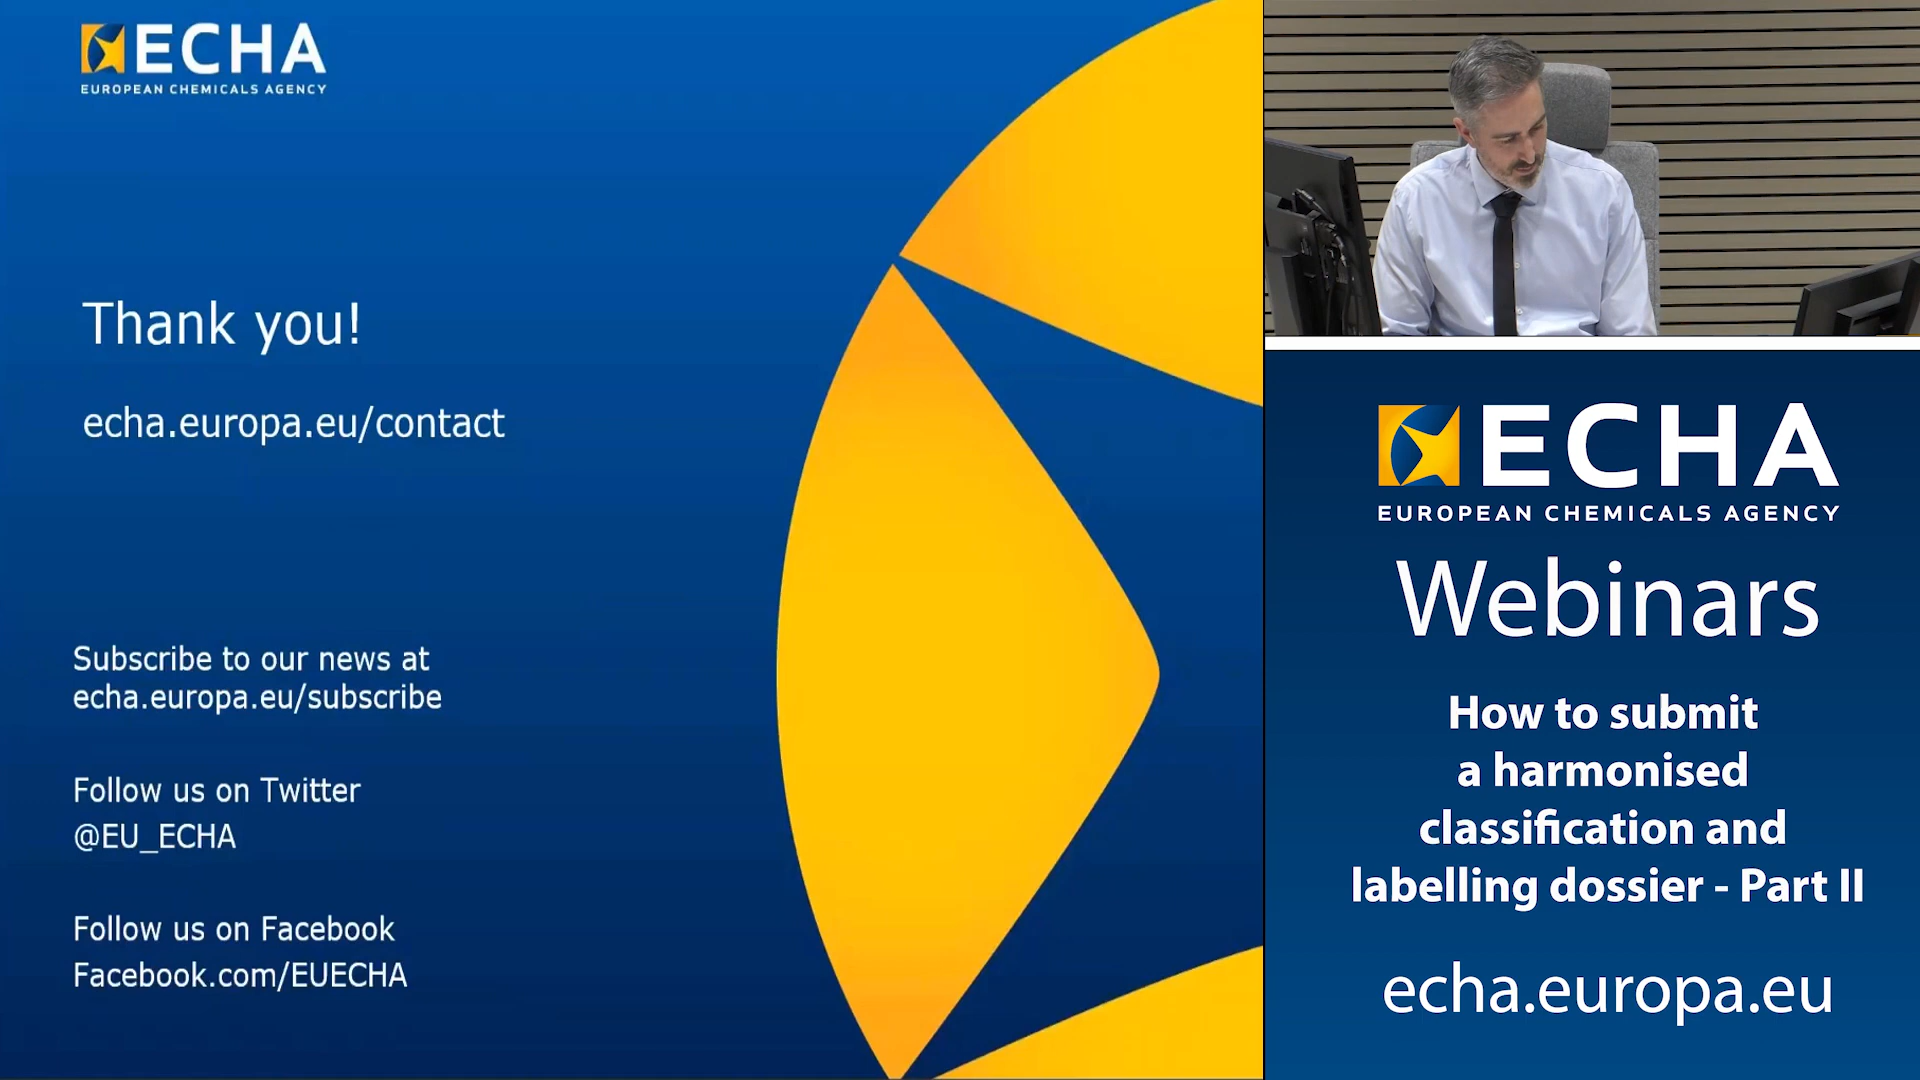 ECHA
EUROPEAN CHEMICALS AGENCY
Thank you!
echa.europa.eu/contact
Subscribe to our news at
echa.europa.eu/subscribe
Follow us on Twitter
@EU_ECHA
Follow us on Facebook
Facebook.com/EUECHA
ECHA
EUROPEAN CHEMICALS AGENCY
Webinars
How to submit
a harmonised
classification and
labelling dossier - Part II
echa.europa.eu